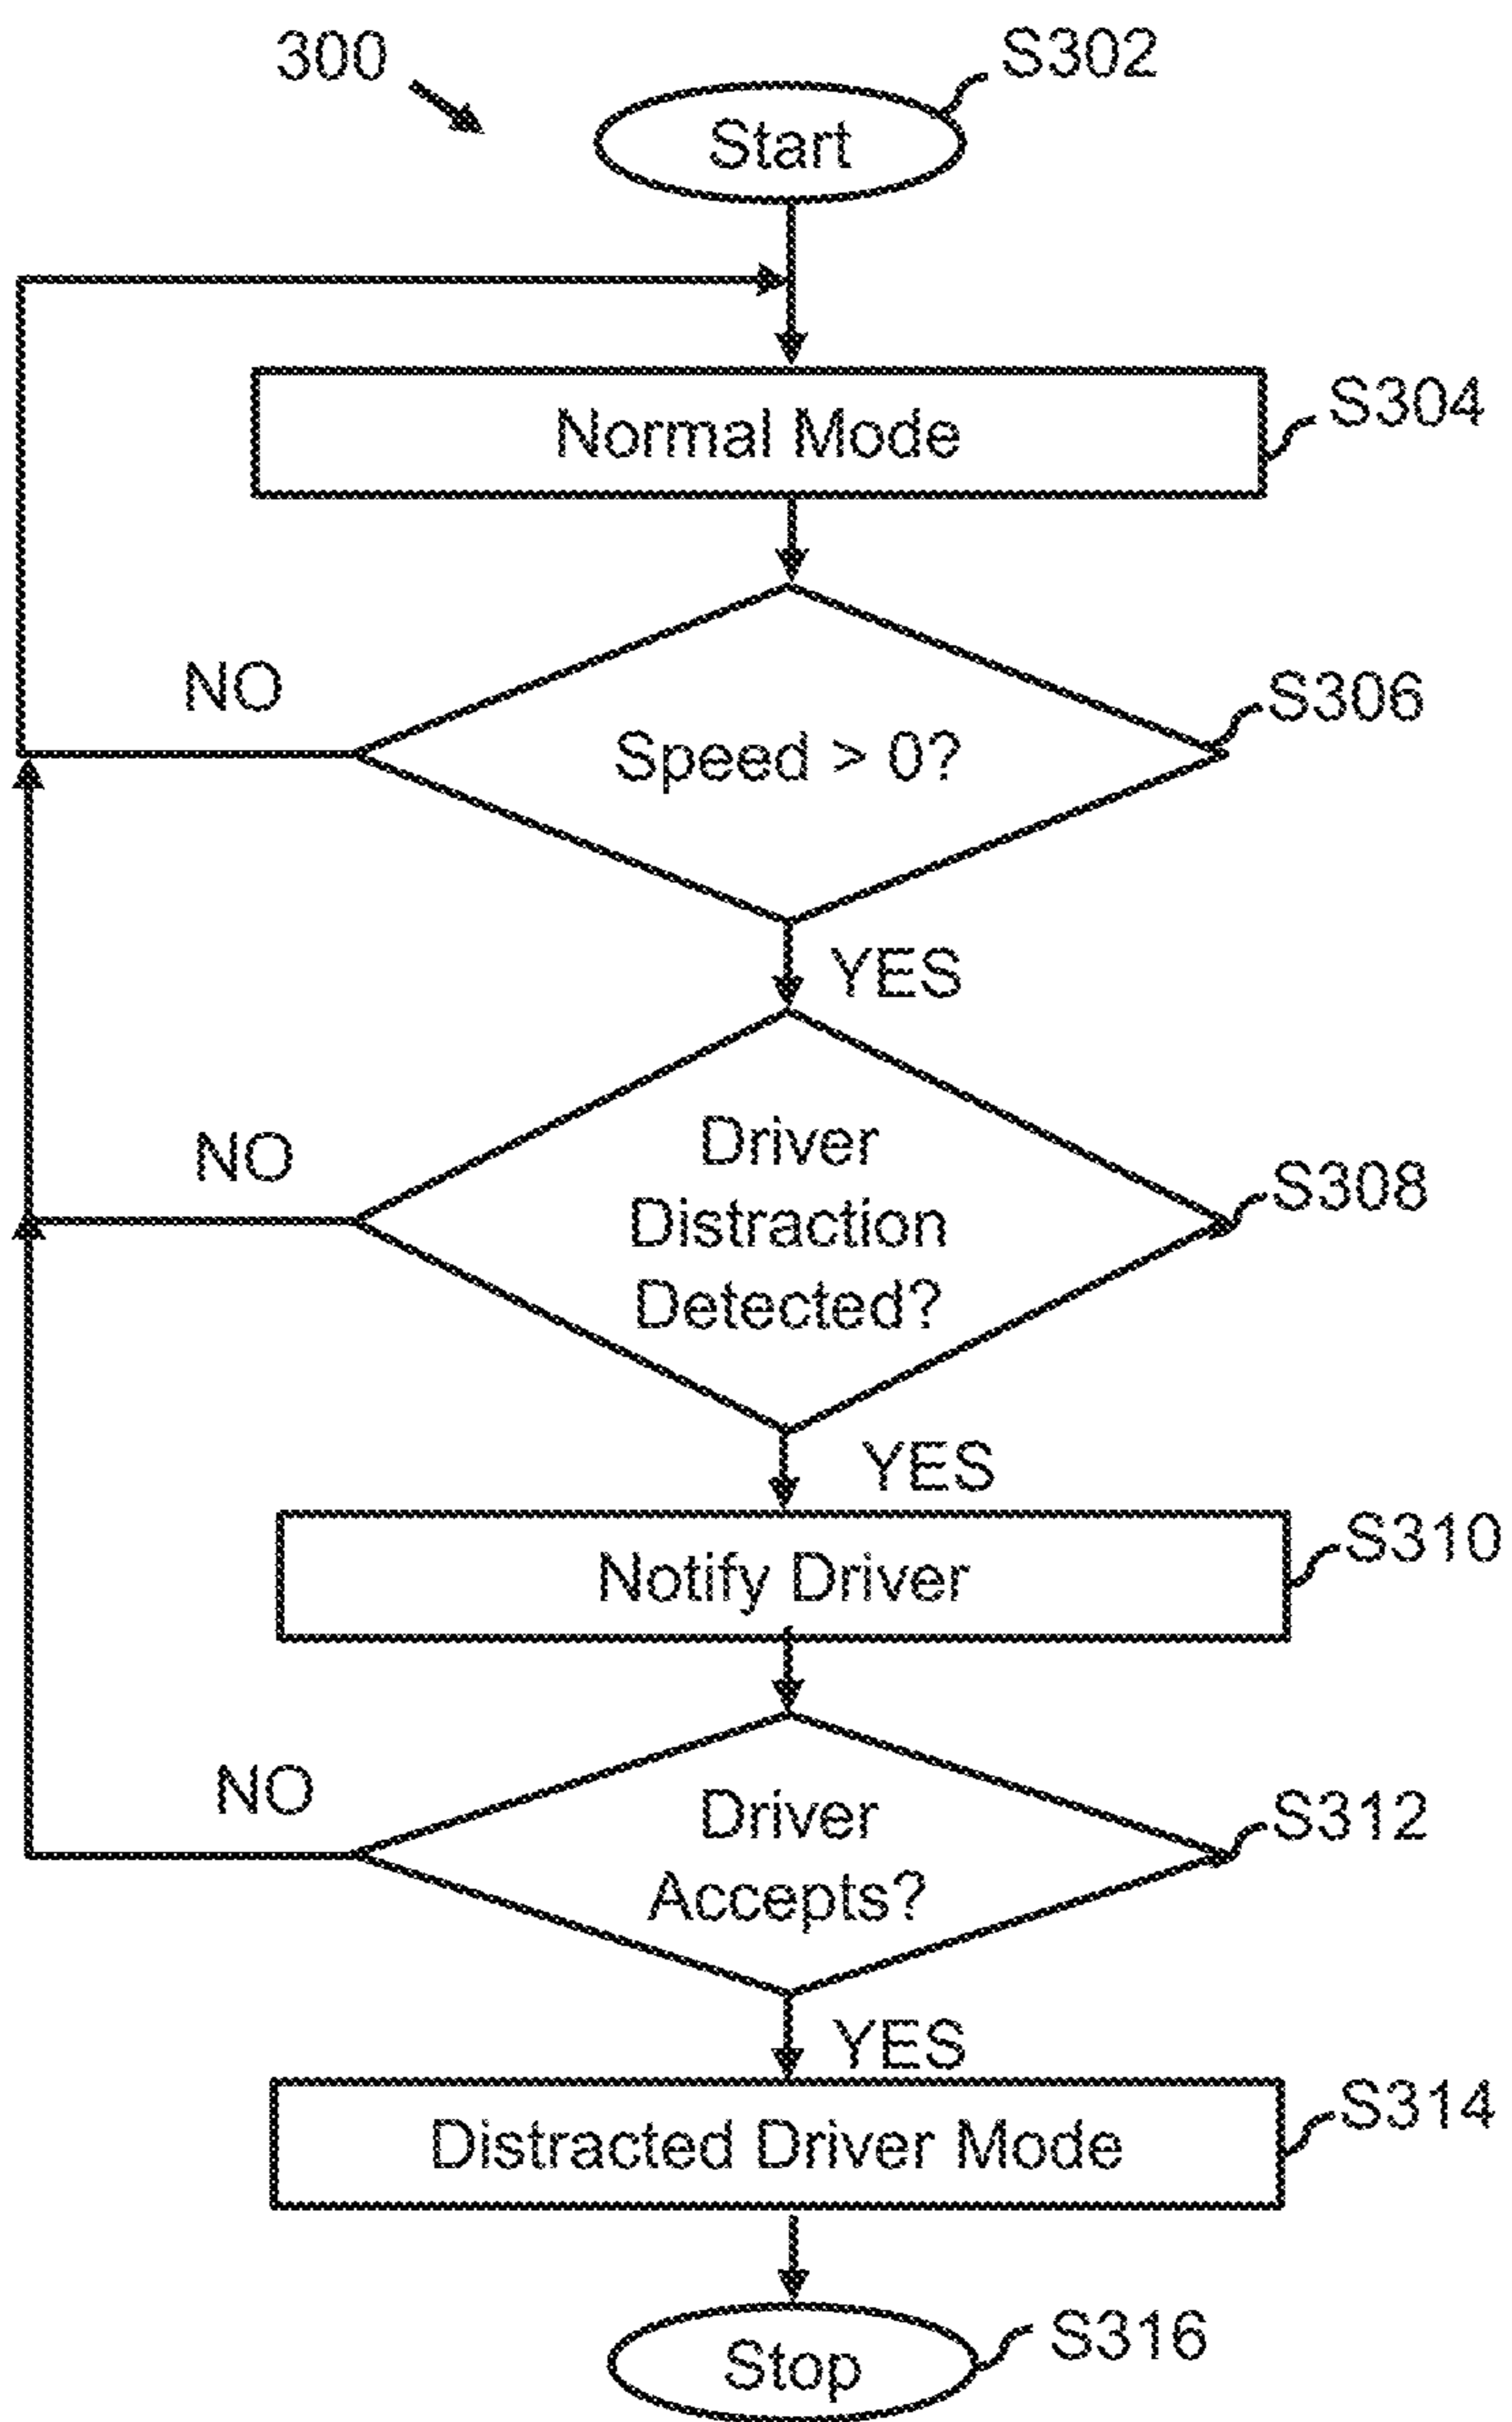 300
S302
Start
Normal Mode
S304
NO
Speed > 0?
S306
YES
NO
Driver
Distraction
Detected?
S308
YES
Notify Driver
S310
NO
Driver
Accepts?
S312
YES
Distracted Driver Mode
S314
Stop
S316